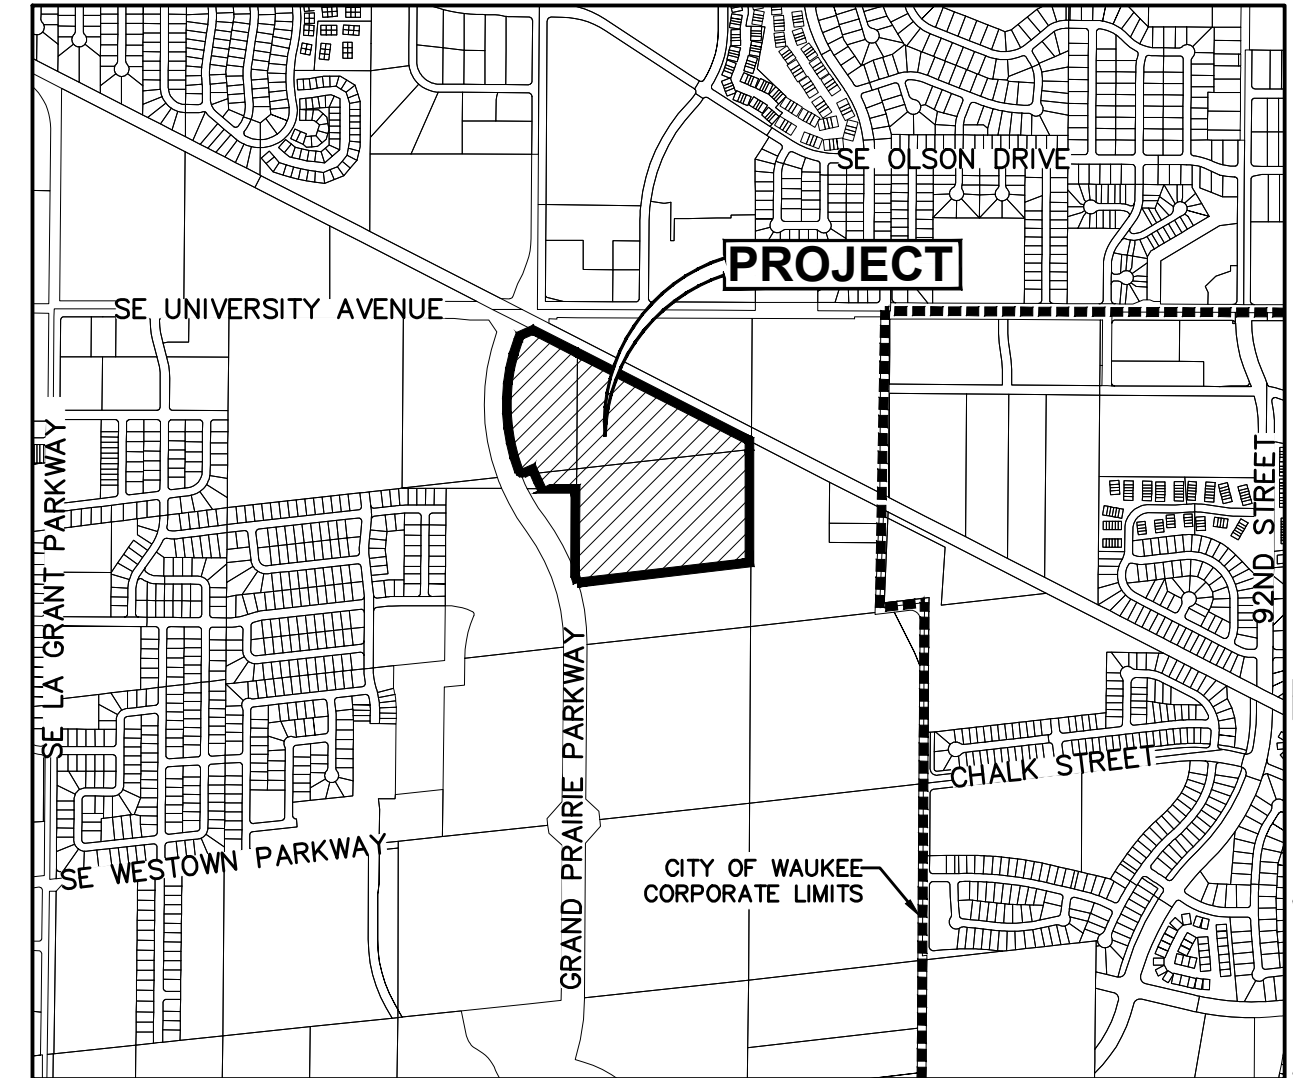 SE OLSON DRIVE
PROJECT
SE UNIVERSITY AVENUE
SE LA GRANT PARKWAY
92ND STREET
GRAND PRAIRIE PARKWAY
CHALK STREET
SE WESTOWN PARKWAY
CITY OF WAUKEE
CORPORATE LIMITS